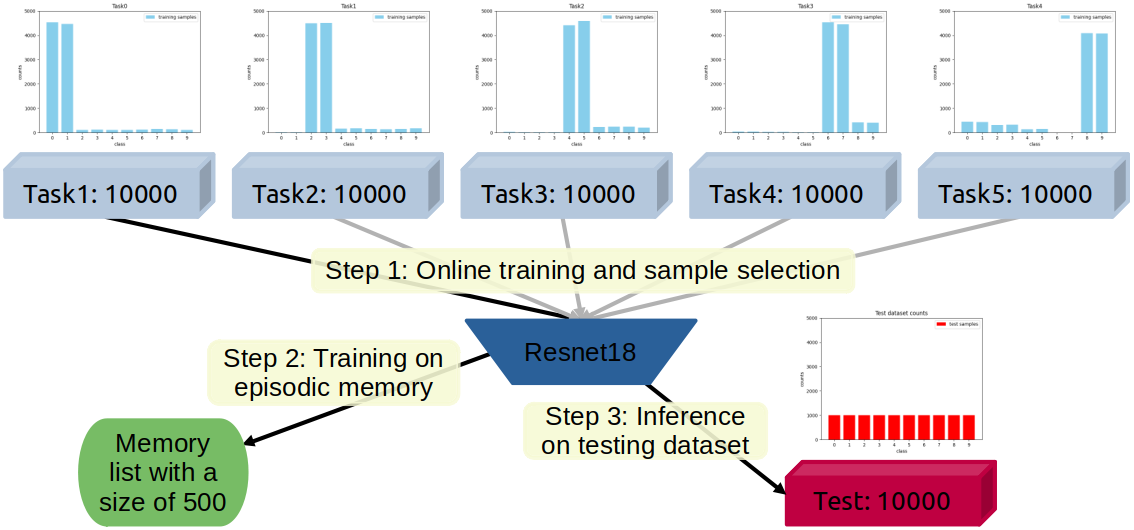 Task0
training samples
5000
4000
3000
2000
1000
0
counts
0 1 2 3 4 5 6 7 8 9
class
Task1
training samples
5000
4000
3000
2000
1000
0
counts
0 1 2 3 4 5 6 7 8 9
class
Task2
training samples
5000
4000
3000
2000
1000
0
counts
0 1 2 3 4 5 6 7 8 9
class
Task3
training samples
5000
4000
3000
2000
1000
0
counts
0 1 2 3 4 5 6 7 8 9
class
Task4
training samples
5000
4000
3000
2000
1000
0
counts
0 1 2 3 4 5 6 7 8 9
class
Task1: 10000
Task2: 10000
Task3: 10000
Task4: 10000
Task5: 10000
Step 1: Online training and sample selection
Resnet18
Step 2: Training on
episodic memory
Memory
list with a
size of 500
Step 3: Inference
on testing dataset
Test dataset counts
test samples
5000
4000
3000
2000
1000
0
counts
0 1 2 3 4 5 6 7 8 9
class
Test: 10000